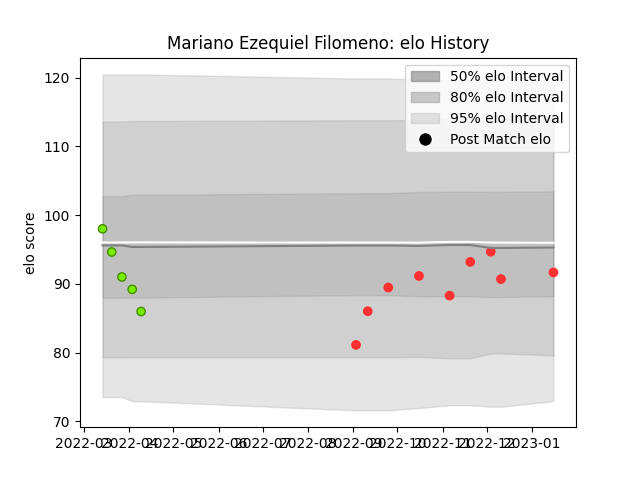 Mariano Ezequiel Filomeno: elo History
120
110
100
90
80
70
elo score
50% elo Interval
80% elo Interval
95% elo Interval
Post Match elo
2022-03 2022-04 2022-05 2022-06 2022-07 2022-08 2022-09 2022-10 2022-11 2022-12 2023-01